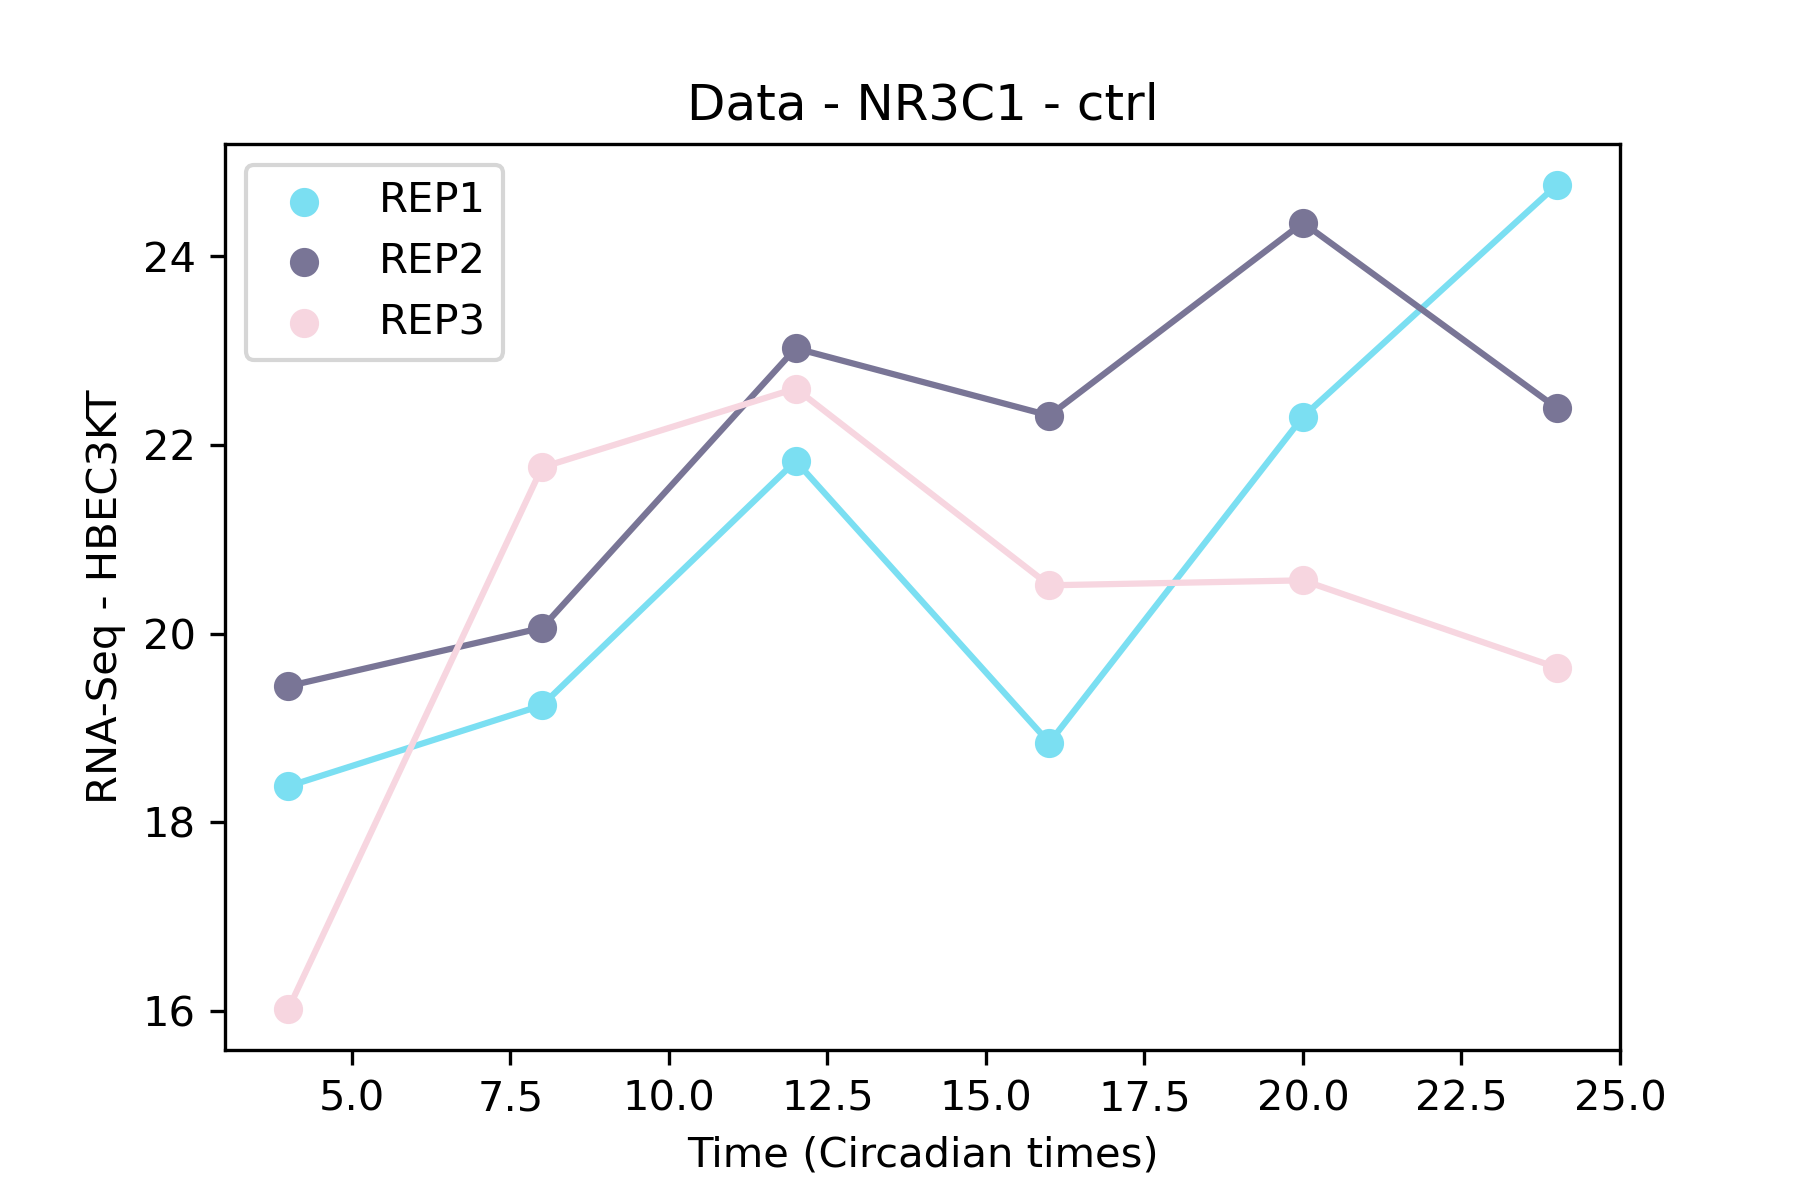 Data - NR3C1 - ctrl
REP1
REP2
REP3
RNA-Seq - HBEC3KT
24
22
20
18
16
5.0 7.5 10.0 12.5 15.0 17.5 20.0 22.5 25.0
Time (Circadian times)